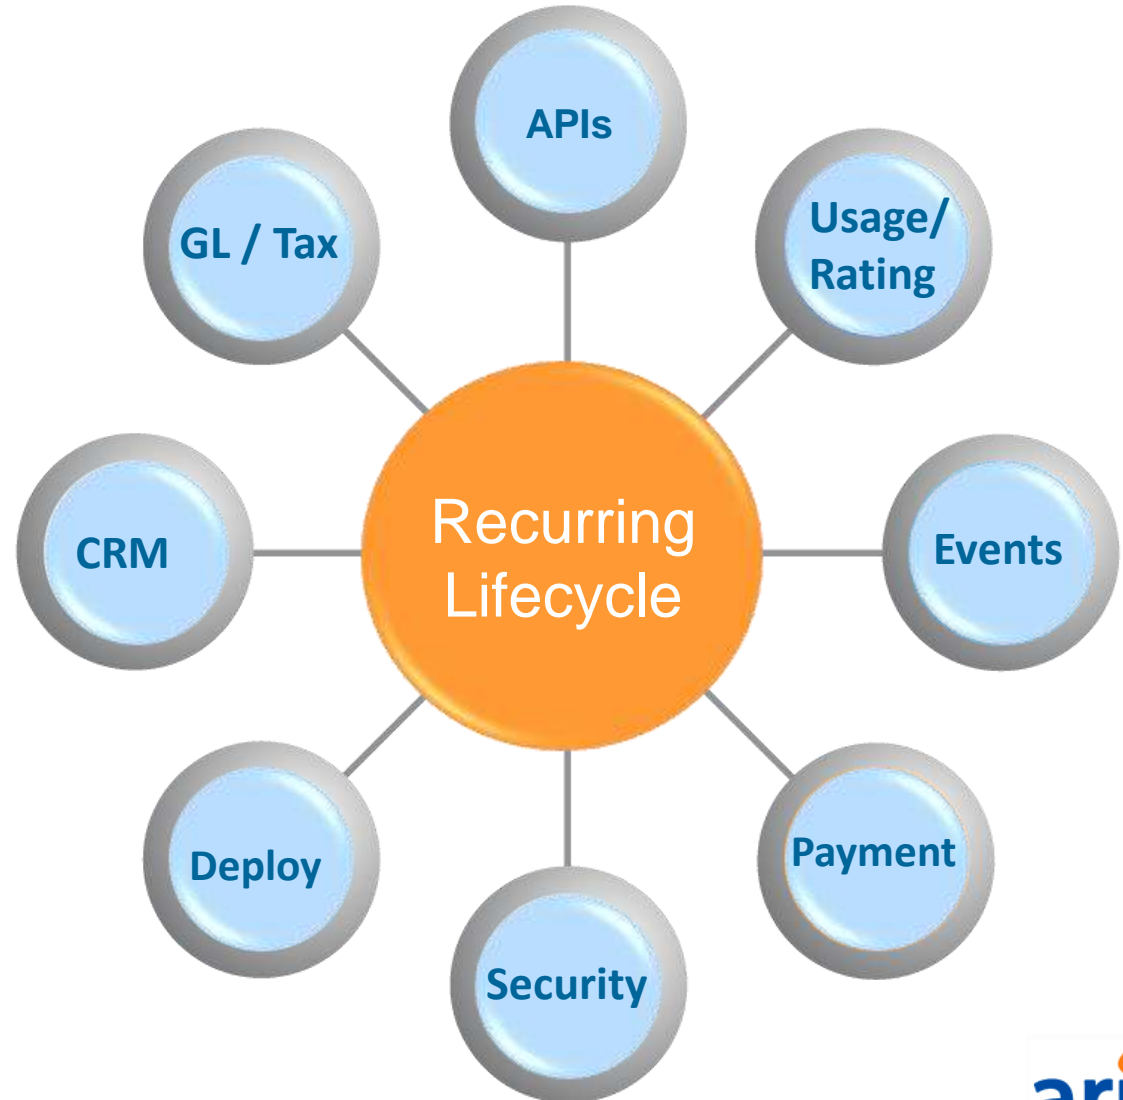 APIs
Usage/
Rating
GL / Tax
Events
Recurring
Lifecycle
CRM
Payment
Deploy
Security